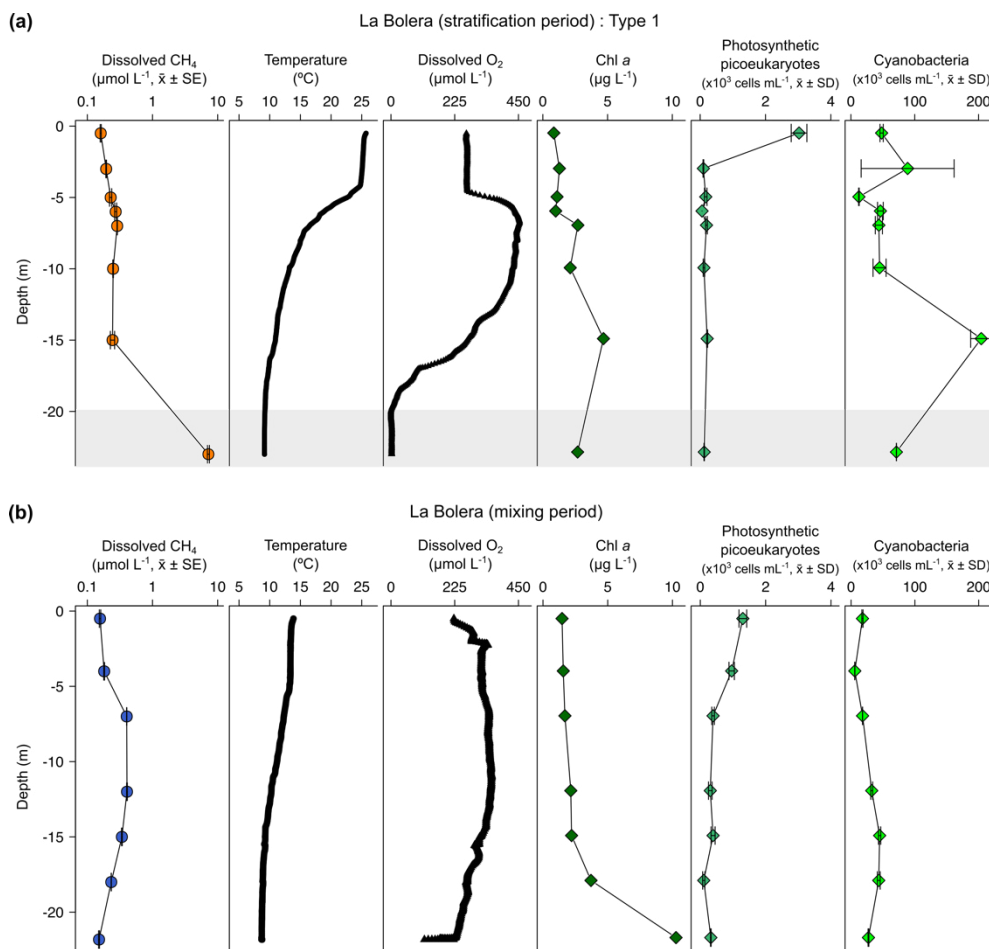 (a)
La Bolera (stratification period) : Type 1
Dissolved CH₄
(µmol L⁻¹, x̄ ± SE)
0.1 1 10
Temperature
(ºC)
5 10 15 20 25
Dissolved O₂
(µmol L⁻¹)
0 225 450
Chl a
(µg L⁻¹)
0 5 10
Photosynthetic
picoeukaryotes
(x10³ cells mL⁻¹, x̄ ± SD)
0 2 4
Cyanobacteria
(x10³ cells mL⁻¹, x̄ ± SD)
0 100 200
Depth (m)
0
-5
-10
-15
-20
(b)
La Bolera (mixing period)
Dissolved CH₄
(µmol L⁻¹, x̄ ± SE)
0.1 1 10
Temperature
(ºC)
5 10 15 20 25
Dissolved O₂
(µmol L⁻¹)
0 225 450
Chl a
(µg L⁻¹)
0 5 10
Photosynthetic
picoeukaryotes
(x10³ cells mL⁻¹, x̄ ± SD)
0 2 4
Cyanobacteria
(x10³ cells mL⁻¹, x̄ ± SD)
0 100 200
Depth (m)
0
-5
-10
-15
-20